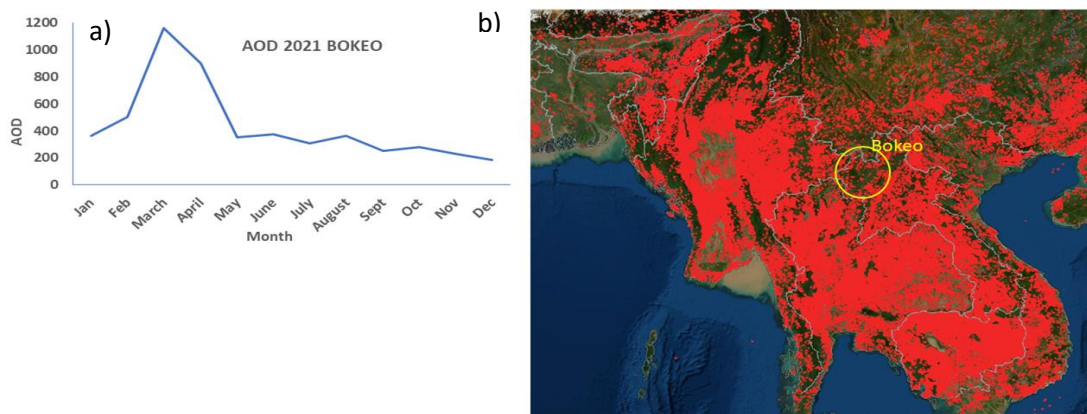 a)
AOD 2021 BOKEO
1200
1000
800
600
400
200
0
AOD
Jan
Feb
March
April
May
June
July
August
Sept
Oct
Nov
Dec
Month
b)
Bokeo